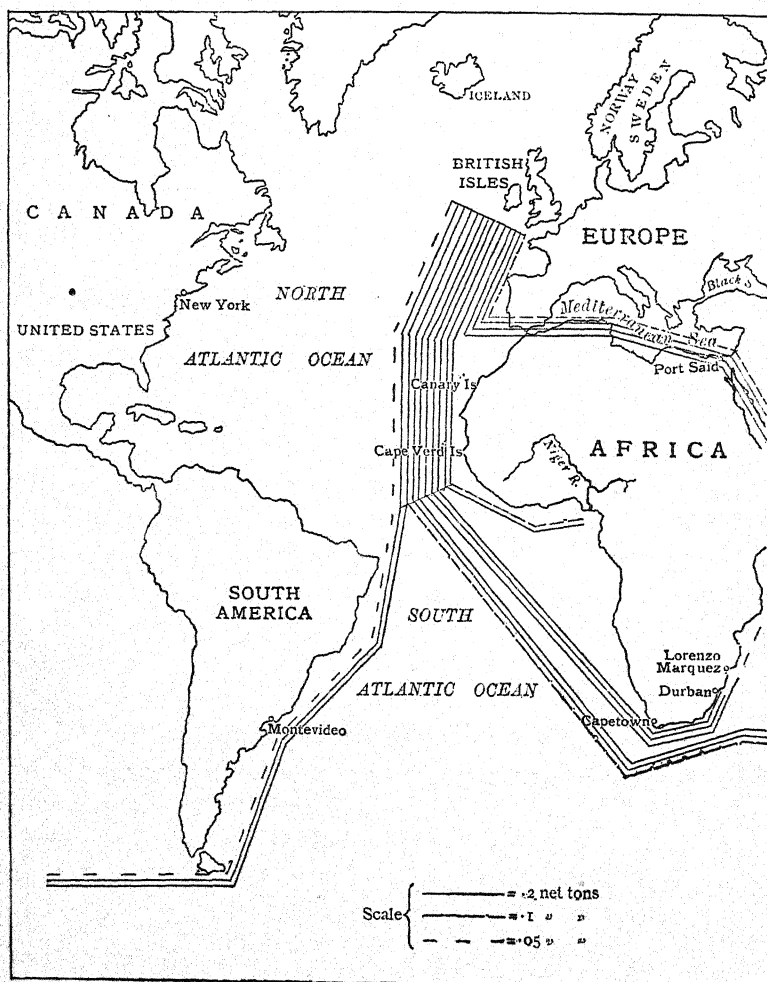 ICELAND
NORWAY
SWEDEN
BRITISH
ISLES
CANADA
EUROPE
Black S
NORTH
New York
Mediterranean Sea
UNITED STATES
ATLANTIC OCEAN
Port Said
Canary Is
Cape Verd Is
AFRICA
Niger R.
SOUTH
AMERICA
SOUTH
Lorenzo
Marquez
ATLANTIC OCEAN
Durban
Capetown
Montevideo
= .2 net tons
Scale
= .1 " "
= .05 " "